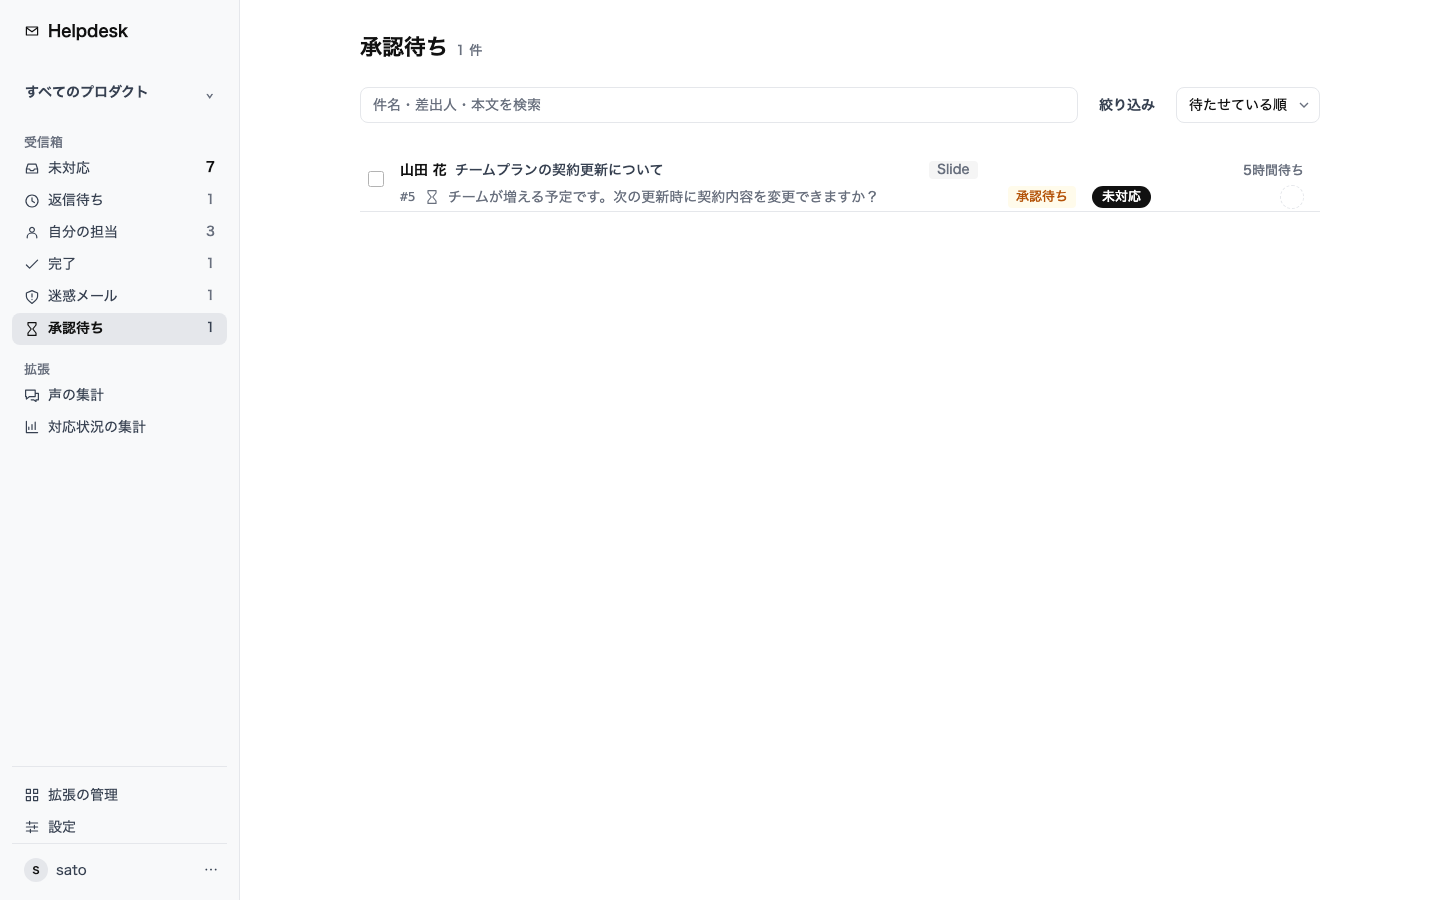 Helpdesk
すべてのプロダクト
受信箱
未対応 7
返信待ち 1
自分の担当 3
完了 1
迷惑メール 1
承認待ち 1
拡張
声の集計
対応状況の集計
拡張の管理
設定
S sato ...
承認待ち 1 件
件名・差出人・本文を検索 絞り込み 待たせている順
山田 花 チームプランの契約更新について Slide 5時間待ち
#5 チームが増える予定です。次の更新時に契約内容を変更できますか？ 承認待ち 未対応